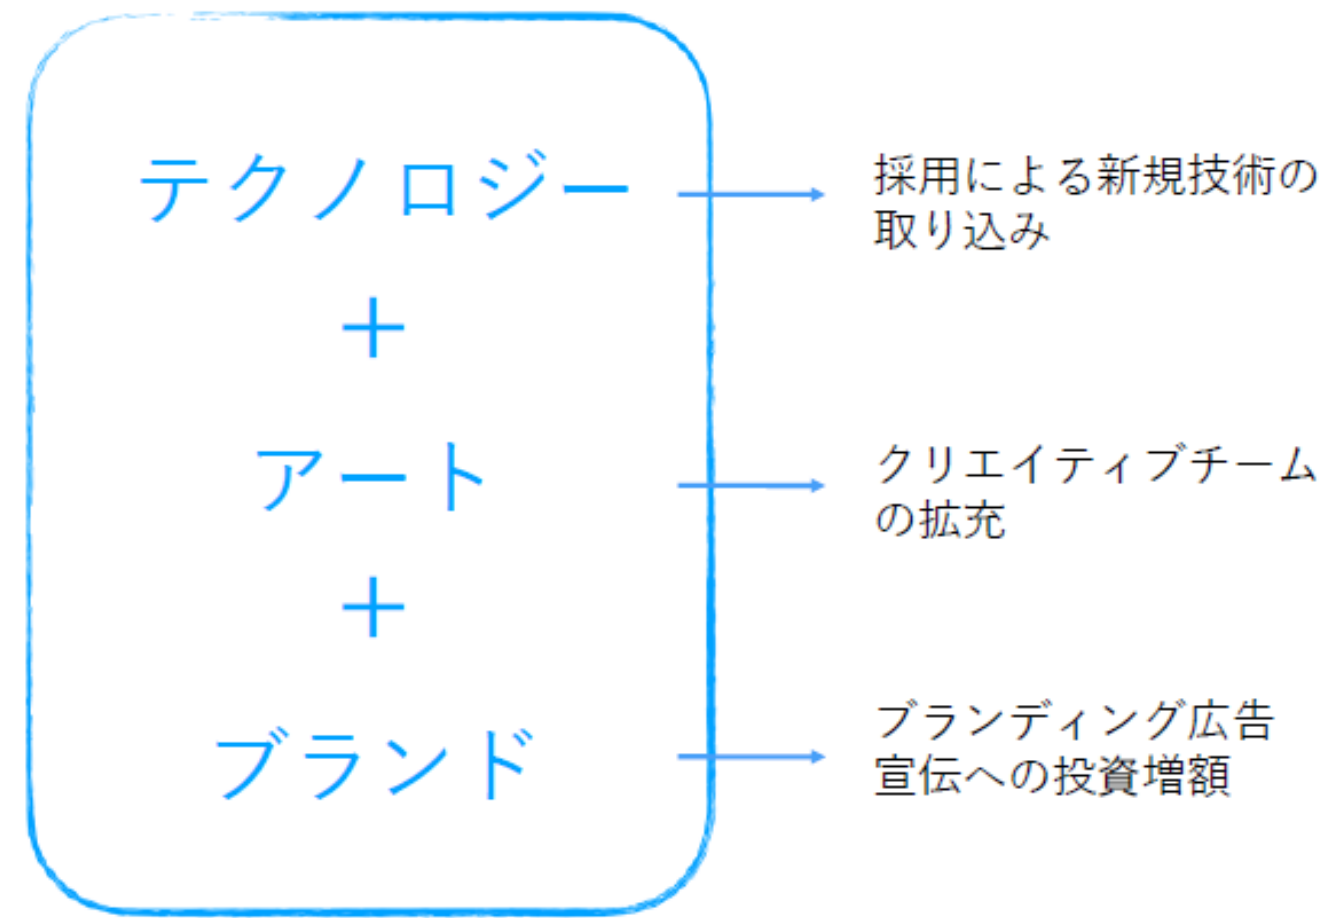 テクノロジー
採用による新規技術の
取り込み
+
アート
クリエイティブチーム
の拡充
+
ブランド
ブランディング広告
宣伝への投資増額